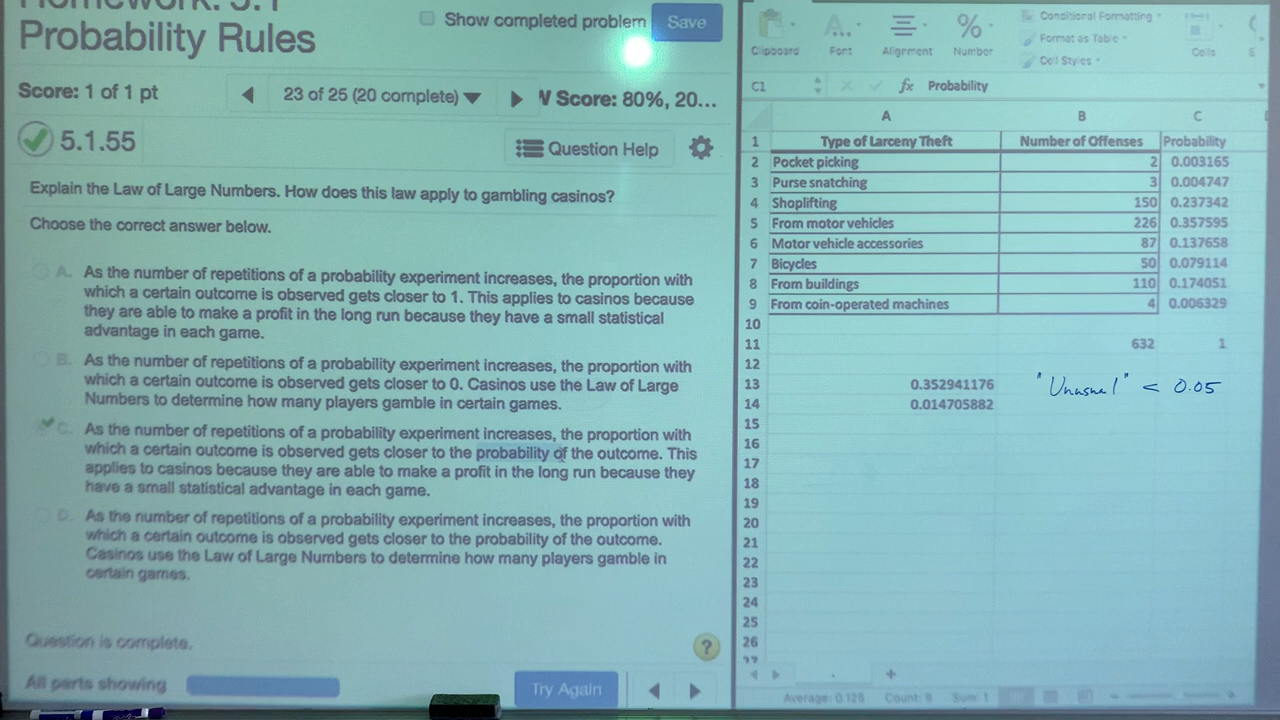 Homework: 5.1
Probability Rules
Show completed problem
Save
Score: 1 of 1 pt
23 of 25 (20 complete)
W Score: 80%, 20...
5.1.55
Question Help
Explain the Law of Large Numbers. How does this law apply to gambling casinos?
Choose the correct answer below.
A. As the number of repetitions of a probability experiment increases, the proportion with
which a certain outcome is observed gets closer to 1. This applies to casinos because
they are able to make a profit in the long run because they have a small statistical
advantage in each game.
B. As the number of repetitions of a probability experiment increases, the proportion with
which a certain outcome is observed gets closer to 0. Casinos use the Law of Large
Numbers to determine how many players gamble in certain games.
C. As the number of repetitions of a probability experiment increases, the proportion with
which a certain outcome is observed gets closer to the probability of the outcome. This
applies to casinos because they are able to make a profit in the long run because they
have a small statistical advantage in each game.
D. As the number of repetitions of a probability experiment increases, the proportion with
which a certain outcome is observed gets closer to the probability of the outcome.
Casinos use the Law of Large Numbers to determine how many players gamble in
certain games.
Question is complete.
?
All parts showing
Try Again
Clipboard Font Alignment % Number
Conditional Formatting
Format as Table
Cell Styles
Cells
C1 fx Probability
A B C
1 Type of Larceny Theft Number of Offenses Probability
2 Pocket picking 2 0.003165
3 Purse snatching 3 0.004747
4 Shoplifting 150 0.237342
5 From motor vehicles 226 0.357595
6 Motor vehicle accessories 87 0.137658
7 Bicycles 50 0.079114
8 From buildings 110 0.174051
9 From coin-operated machines 4 0.006329
10
11 632 1
12
13 0.352941176 "Unusual" < 0.05
14 0.014705882
15
16
17
18
19
20
21
22
23
24
25
26
27
Average: 0.125 Count: 9 Sum: 1